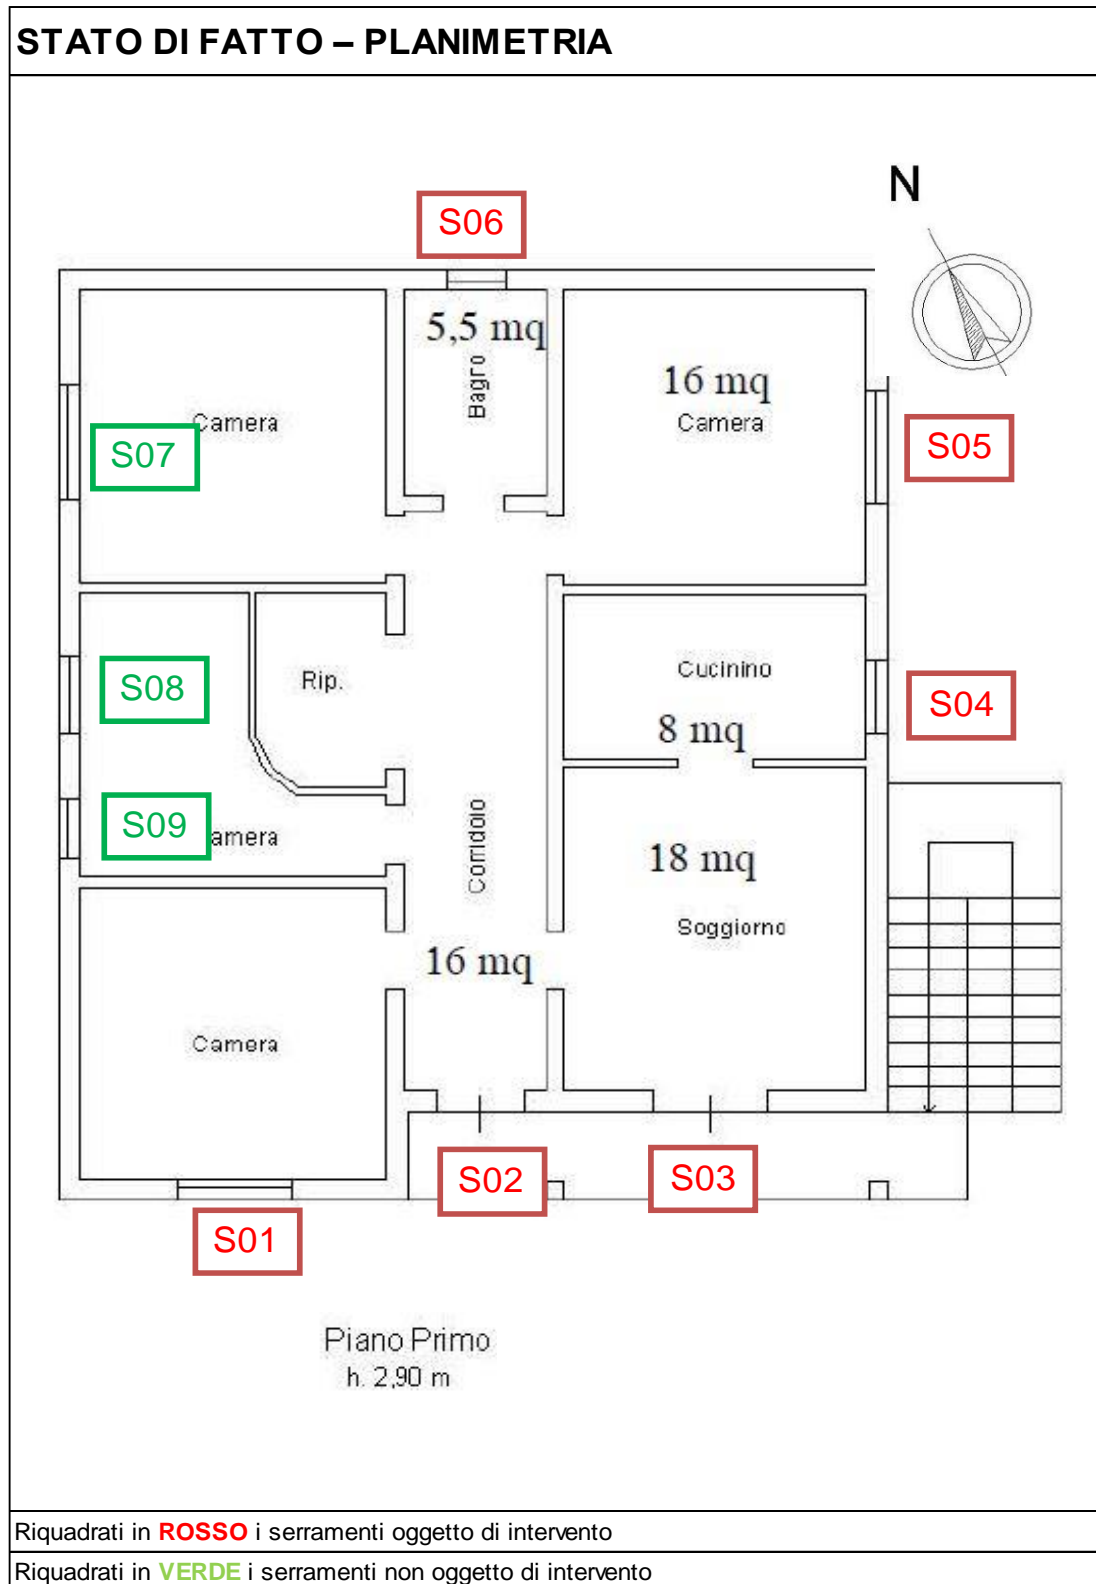 STATO DI FATTO – PLANIMETRIA
N
S06
5,5 mq
Bagno
16 mq
Camera
Camera
S07
S05
Rip.
Cucinino
S08
S04
8 mq
S09
amera
Corridoio
18 mq
Soggiorno
16 mq
Camera
S02
S03
S01
Piano Primo
h. 2,90 m
Riquadrati in ROSSO i serramenti oggetto di intervento
Riquadrati in VERDE i serramenti non oggetto di intervento